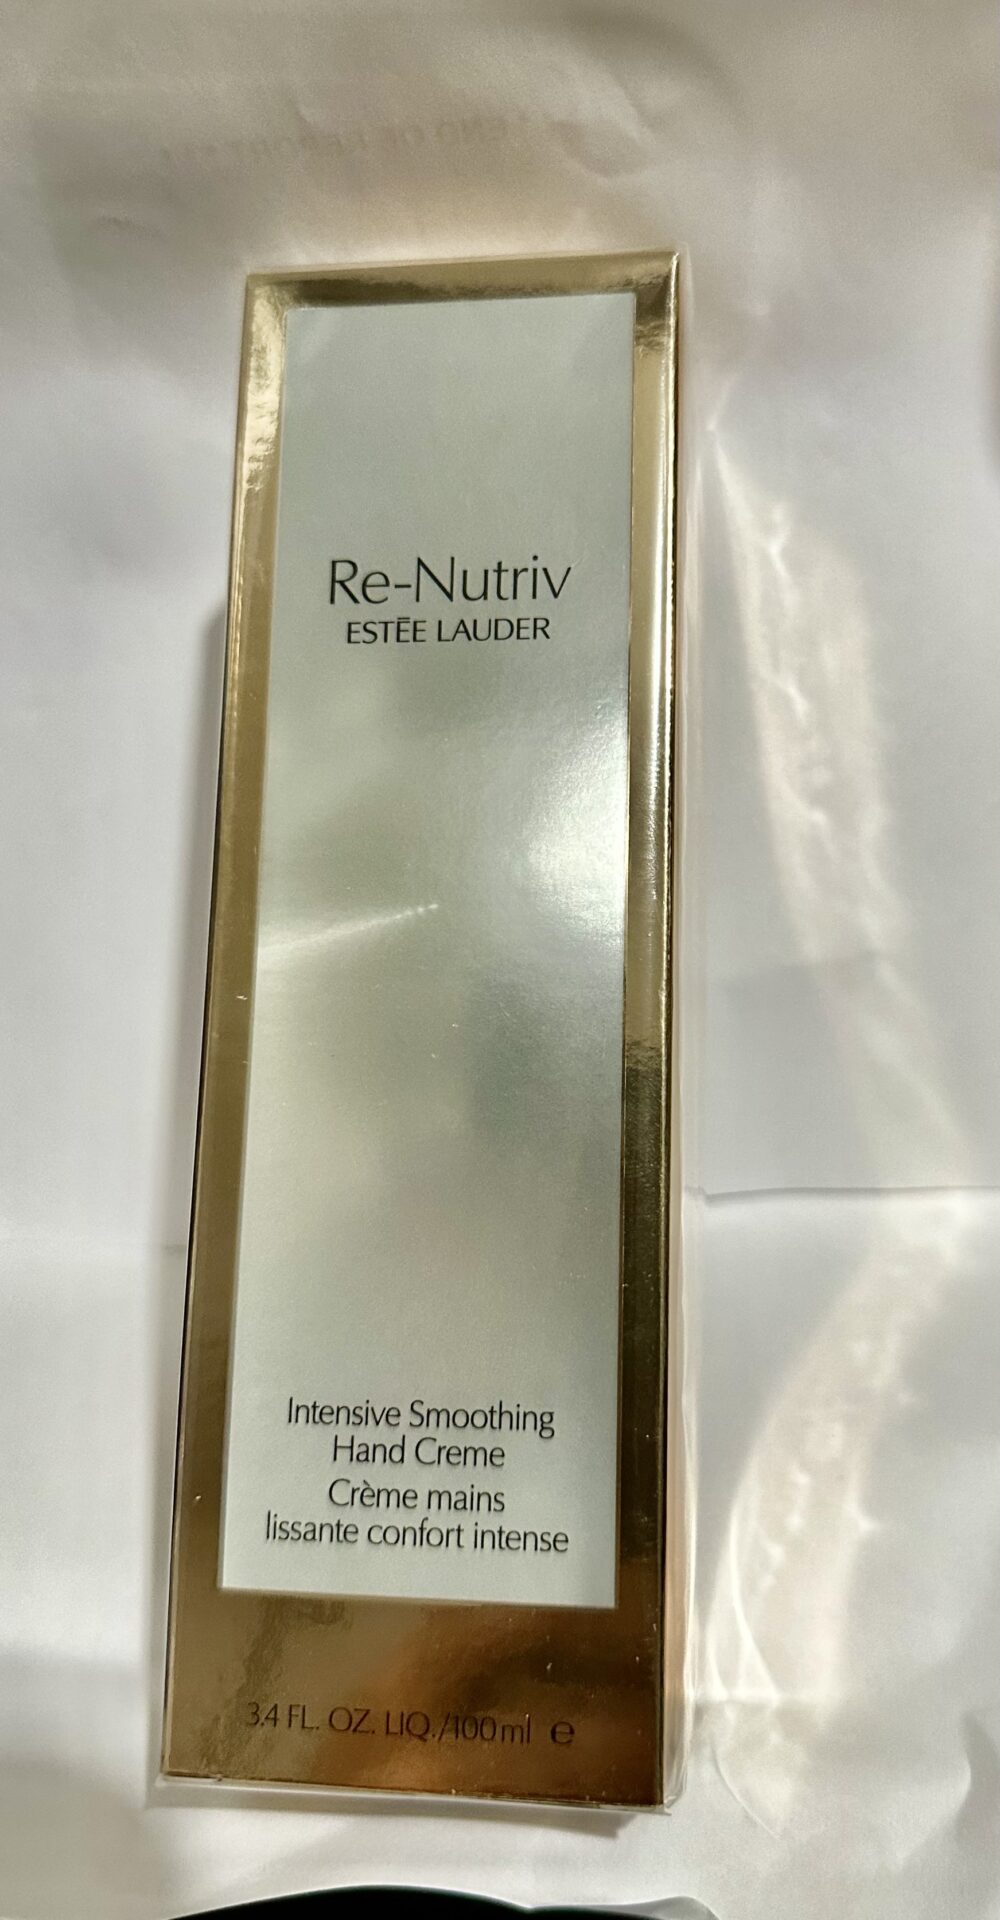 Re-Nutriv
ESTĒE LAUDER
Intensive Smoothing
Hand Creme
Crème mains
lissante confort intense
3.4 FL. OZ. LIQ./100ml ℮